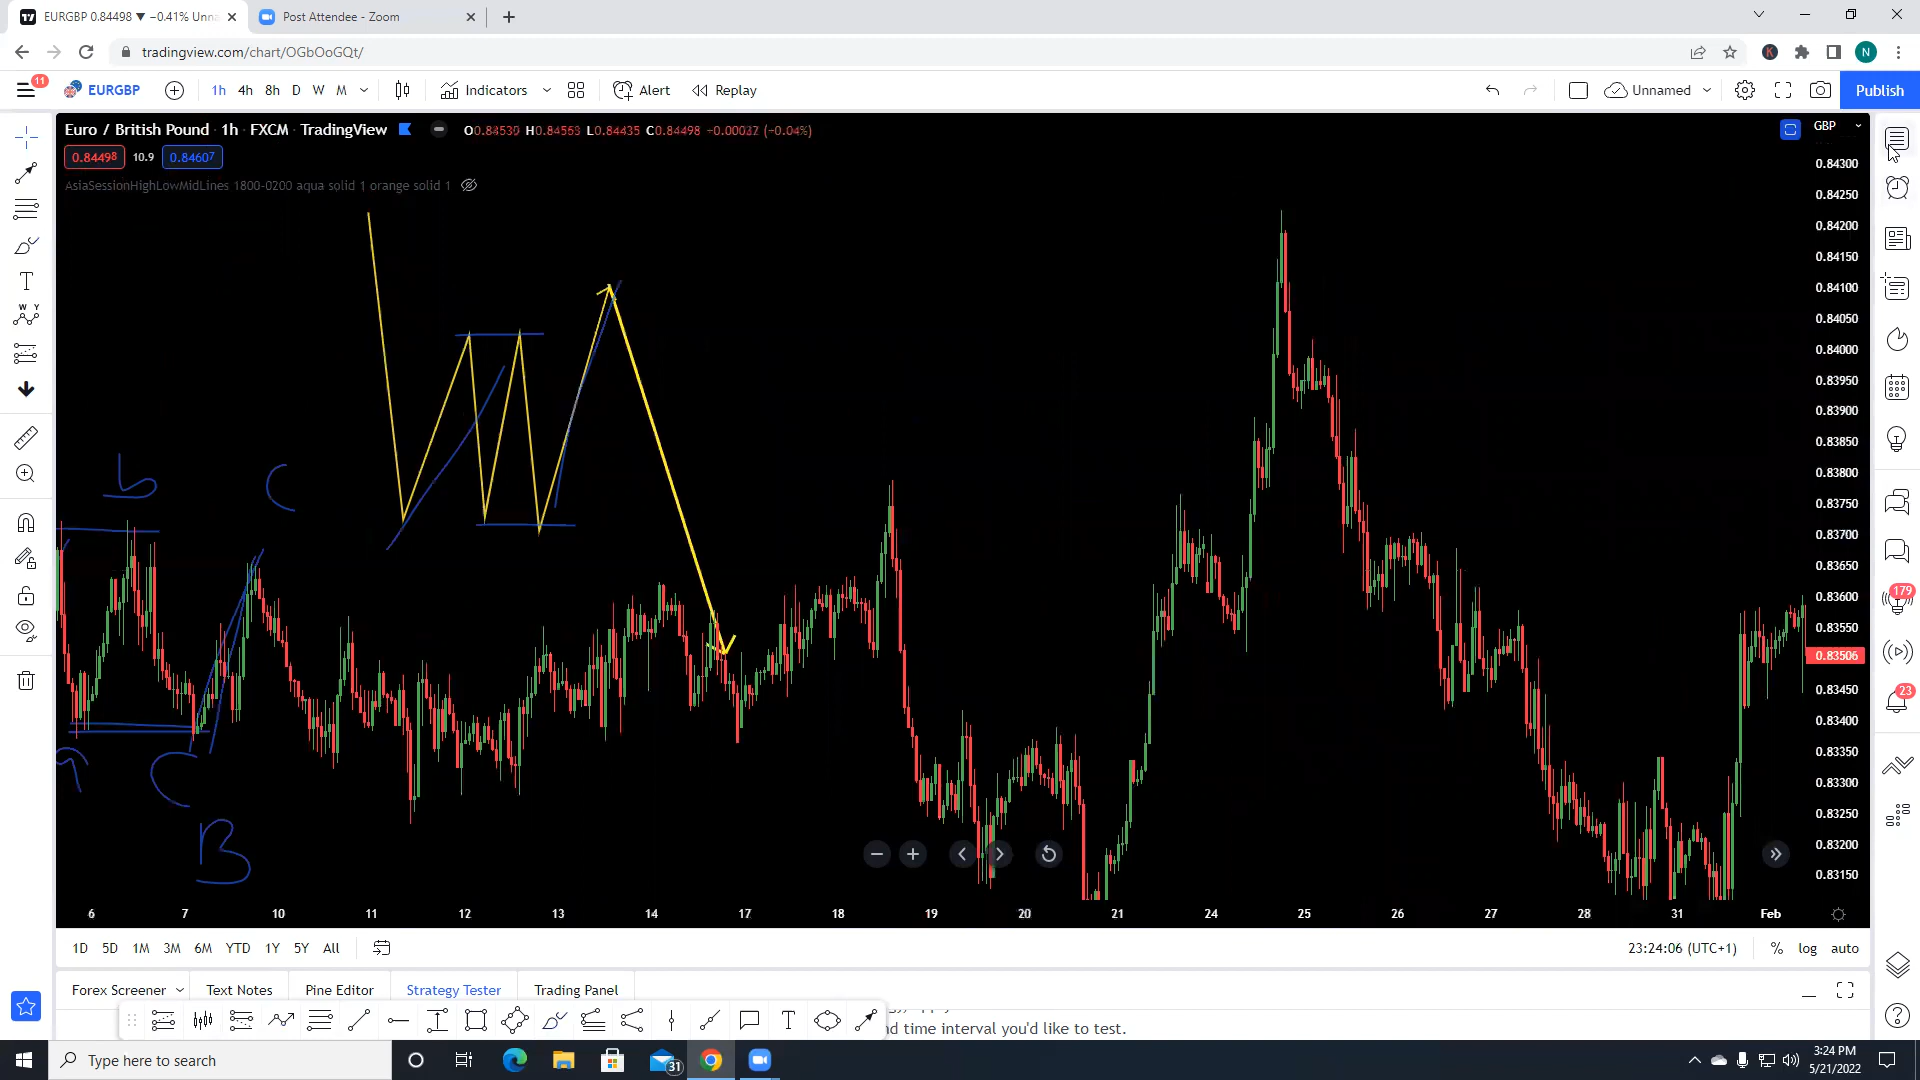 EURGBP 0.84498 ▼ −0.41% Unna
Post Attendee - Zoom
tradingview.com/chart/OGbOoGQt/
N
11
EURGBP
1h 4h 8h D W M
Indicators
Alert
Replay
Unnamed
Publish
Euro / British Pound · 1h · FXCM · TradingView
O0.84530 H0.84553 L0.84435 C0.84498 −0.00032 (−0.04%)
GBP
0.84498 10.9 0.84607
AsiaSessionHighLowMidLines 1800-0200 aqua solid 1 orange solid 1
0.84300
0.84250
0.84200
0.84150
0.84100
0.84050
0.84000
0.83950
0.83900
0.83850
0.83800
0.83750
0.83700
0.83650
0.83600
0.83550
0.83506
0.83450
0.83400
0.83350
0.83300
0.83250
0.83200
0.83150
b
C
C
B
179
23
6 7 10 11 12 13 14 17 18 19 20 21 24 25 26 27 28 31 Feb
1D 5D 1M 3M 6M YTD 1Y 5Y All
23:24:06 (UTC+1) % log auto
Forex Screener Text Notes Pine Editor Strategy Tester Trading Panel
nd time interval you'd like to test.
Type here to search
31
3:24 PM
5/21/2022